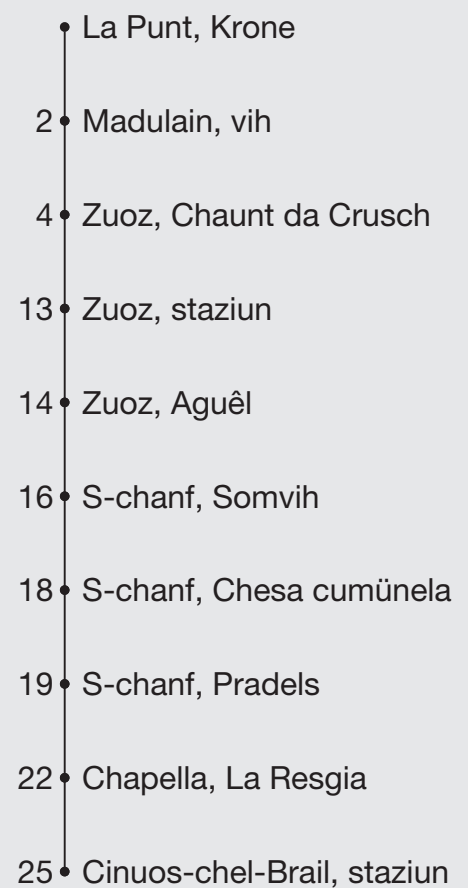 La Punt, Krone
2 Madulain, vih
4 Zuoz, Chaunt da Crusch
13 Zuoz, staziun
14 Zuoz, Aguêl
16 S-chanf, Somvih
18 S-chanf, Chesa cumünela
19 S-chanf, Pradels
22 Chapella, La Resgia
25 Cinuos-chel-Brail, staziun